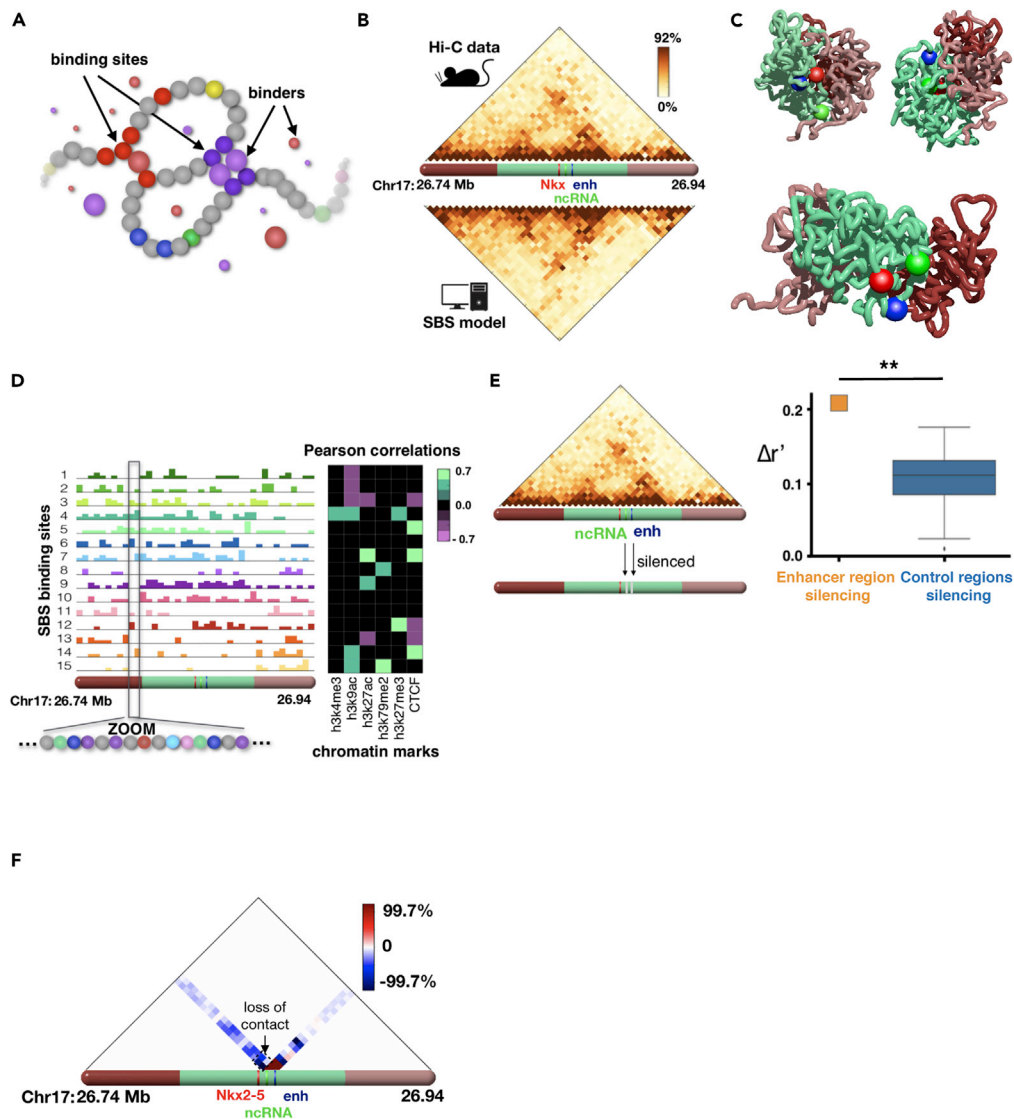 A
binding sites
binders
B
Hi-C data
92%
0%
Chr17: 26.74 Mb
Nkx enh
26.94
ncRNA
SBS model
C
D
Pearson correlations
0.7
0.0
- 0.7
SBS binding sites
1
2
3
4
5
6
7
8
9
10
11
12
13
14
15
Chr17: 26.74 Mb
26.94
ZOOM
h3k4me3
h3k9ac
h3k27ac
h3k79me2
h3k27me3
CTCF
chromatin marks
E
ncRNA enh
silenced
**
Δr’
0.2
0.1
0.0
Enhancer region
silencing
Control regions
silencing
F
99.7%
0
-99.7%
loss of
contact
Chr17: 26.74 Mb
Nkx2-5 enh
26.94
ncRNA